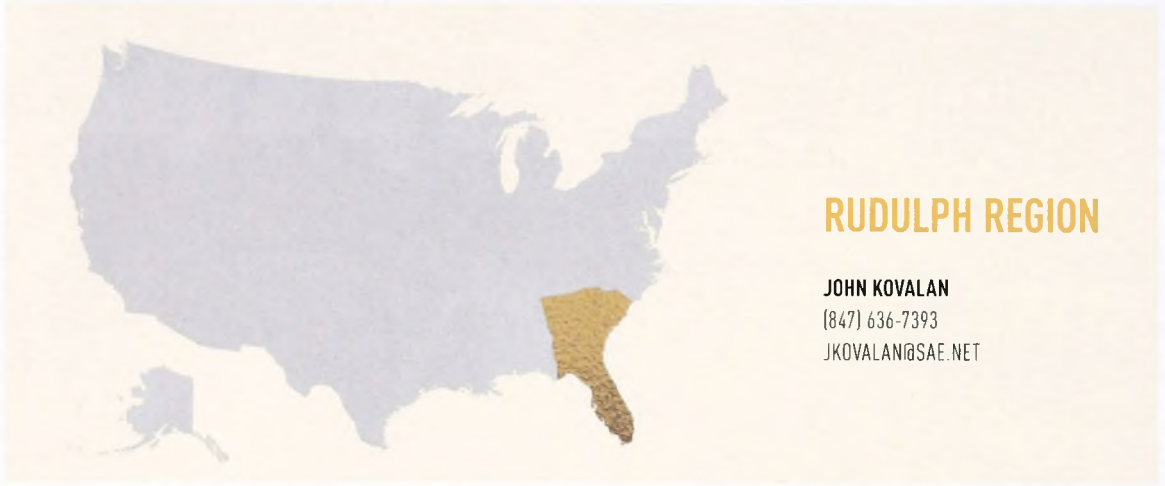 RUDULPH REGION
JOHN KOVALAN
(847) 636-7393
JKOVALAN@SAE.NET